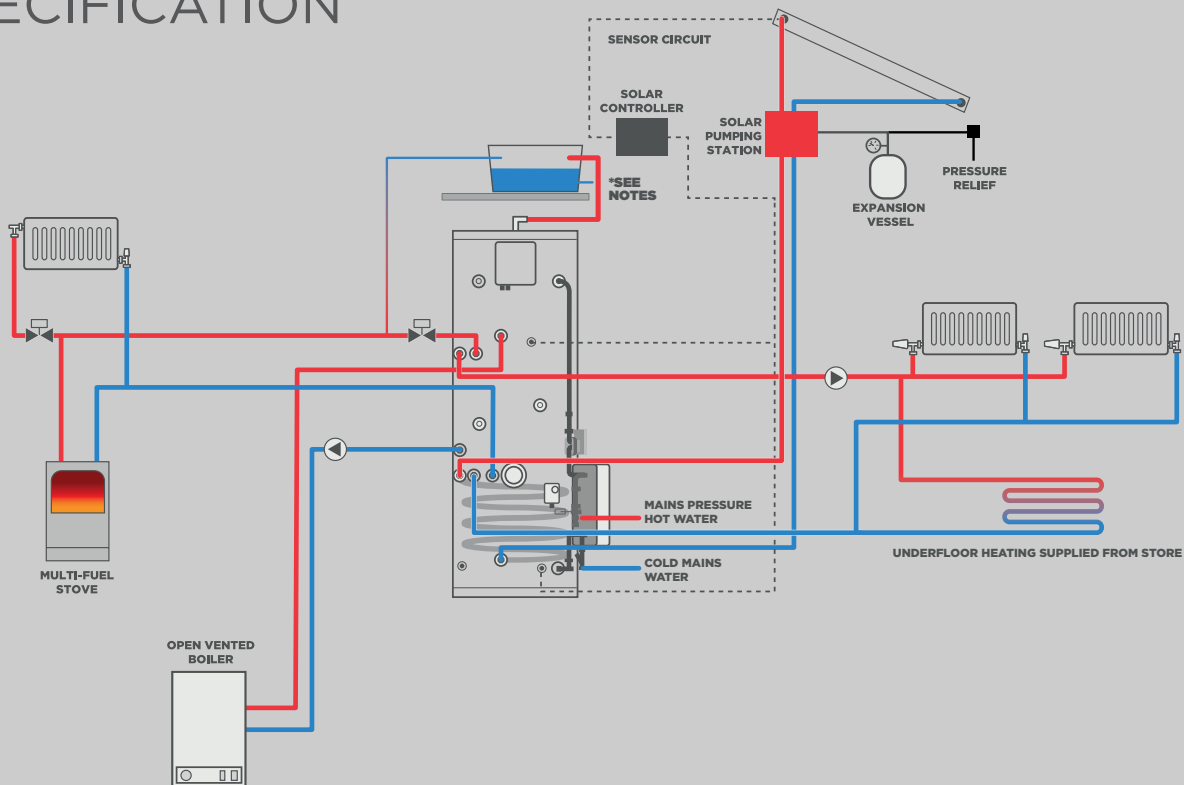 ECIFICATION
SENSOR CIRCUIT
SOLAR
CONTROLLER
SOLAR
PUMPING
STATION
*SEE
NOTES
PRESSURE
RELIEF
EXPANSION
VESSEL
MAINS PRESSURE
HOT WATER
UNDERFLOOR HEATING SUPPLIED FROM STORE
COLD MAINS
WATER
MULTI-FUEL
STOVE
OPEN VENTED
BOILER